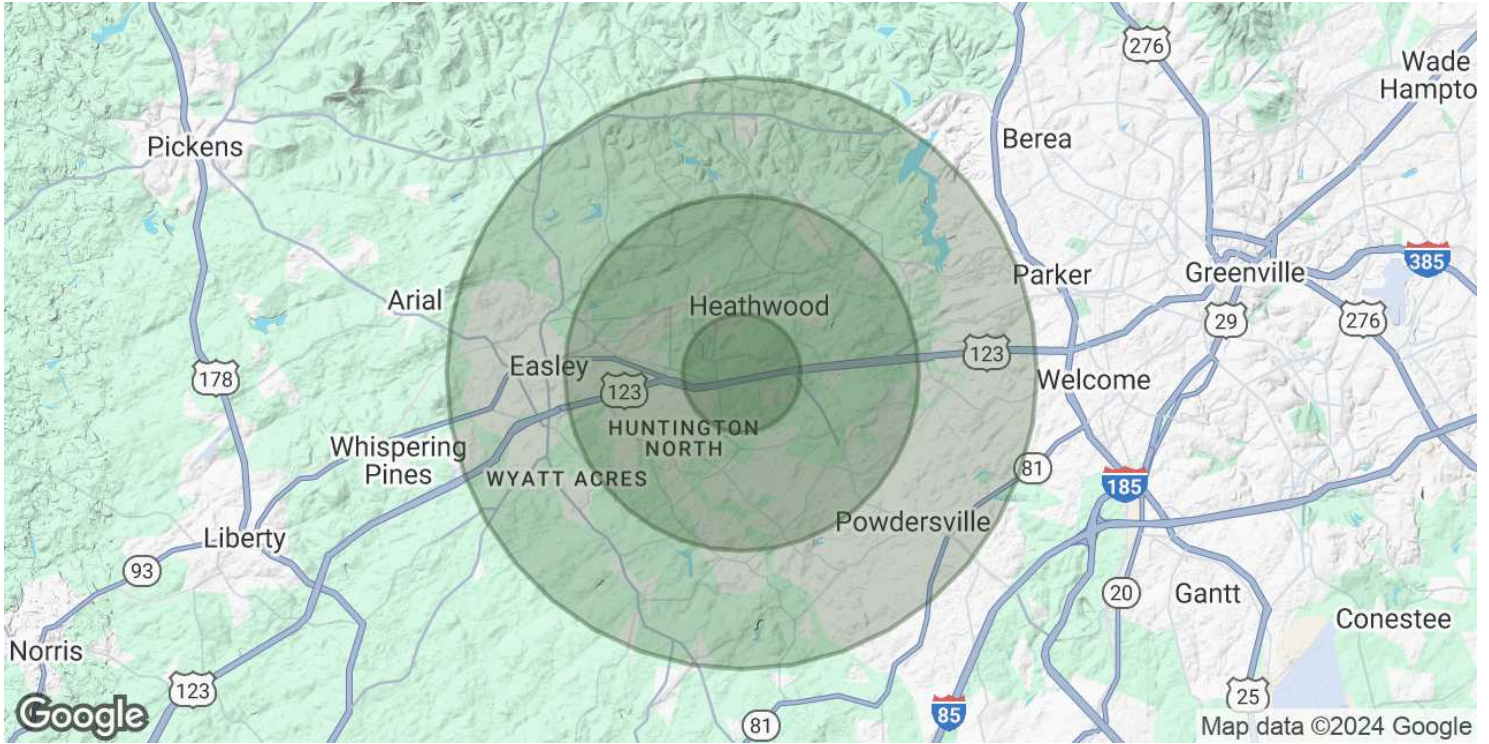 276
Wade
Hampto
Pickens
Berea
Greenville
385
Parker
Arial
Heathwood
29
276
123
Easley
178
123
Welcome
HUNTINGTON
NORTH
Whispering
Pines
WYATT ACRES
81
185
Powdersville
Liberty
93
20
Gantt
Conestee
Norris
123
25
85
81
Google
Map data ©2024 Google